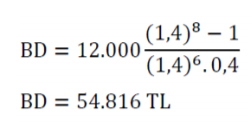 BD = 12.000 (1,4)⁸ − 1 / (1,4)⁶.0,4
BD = 54.816 TL